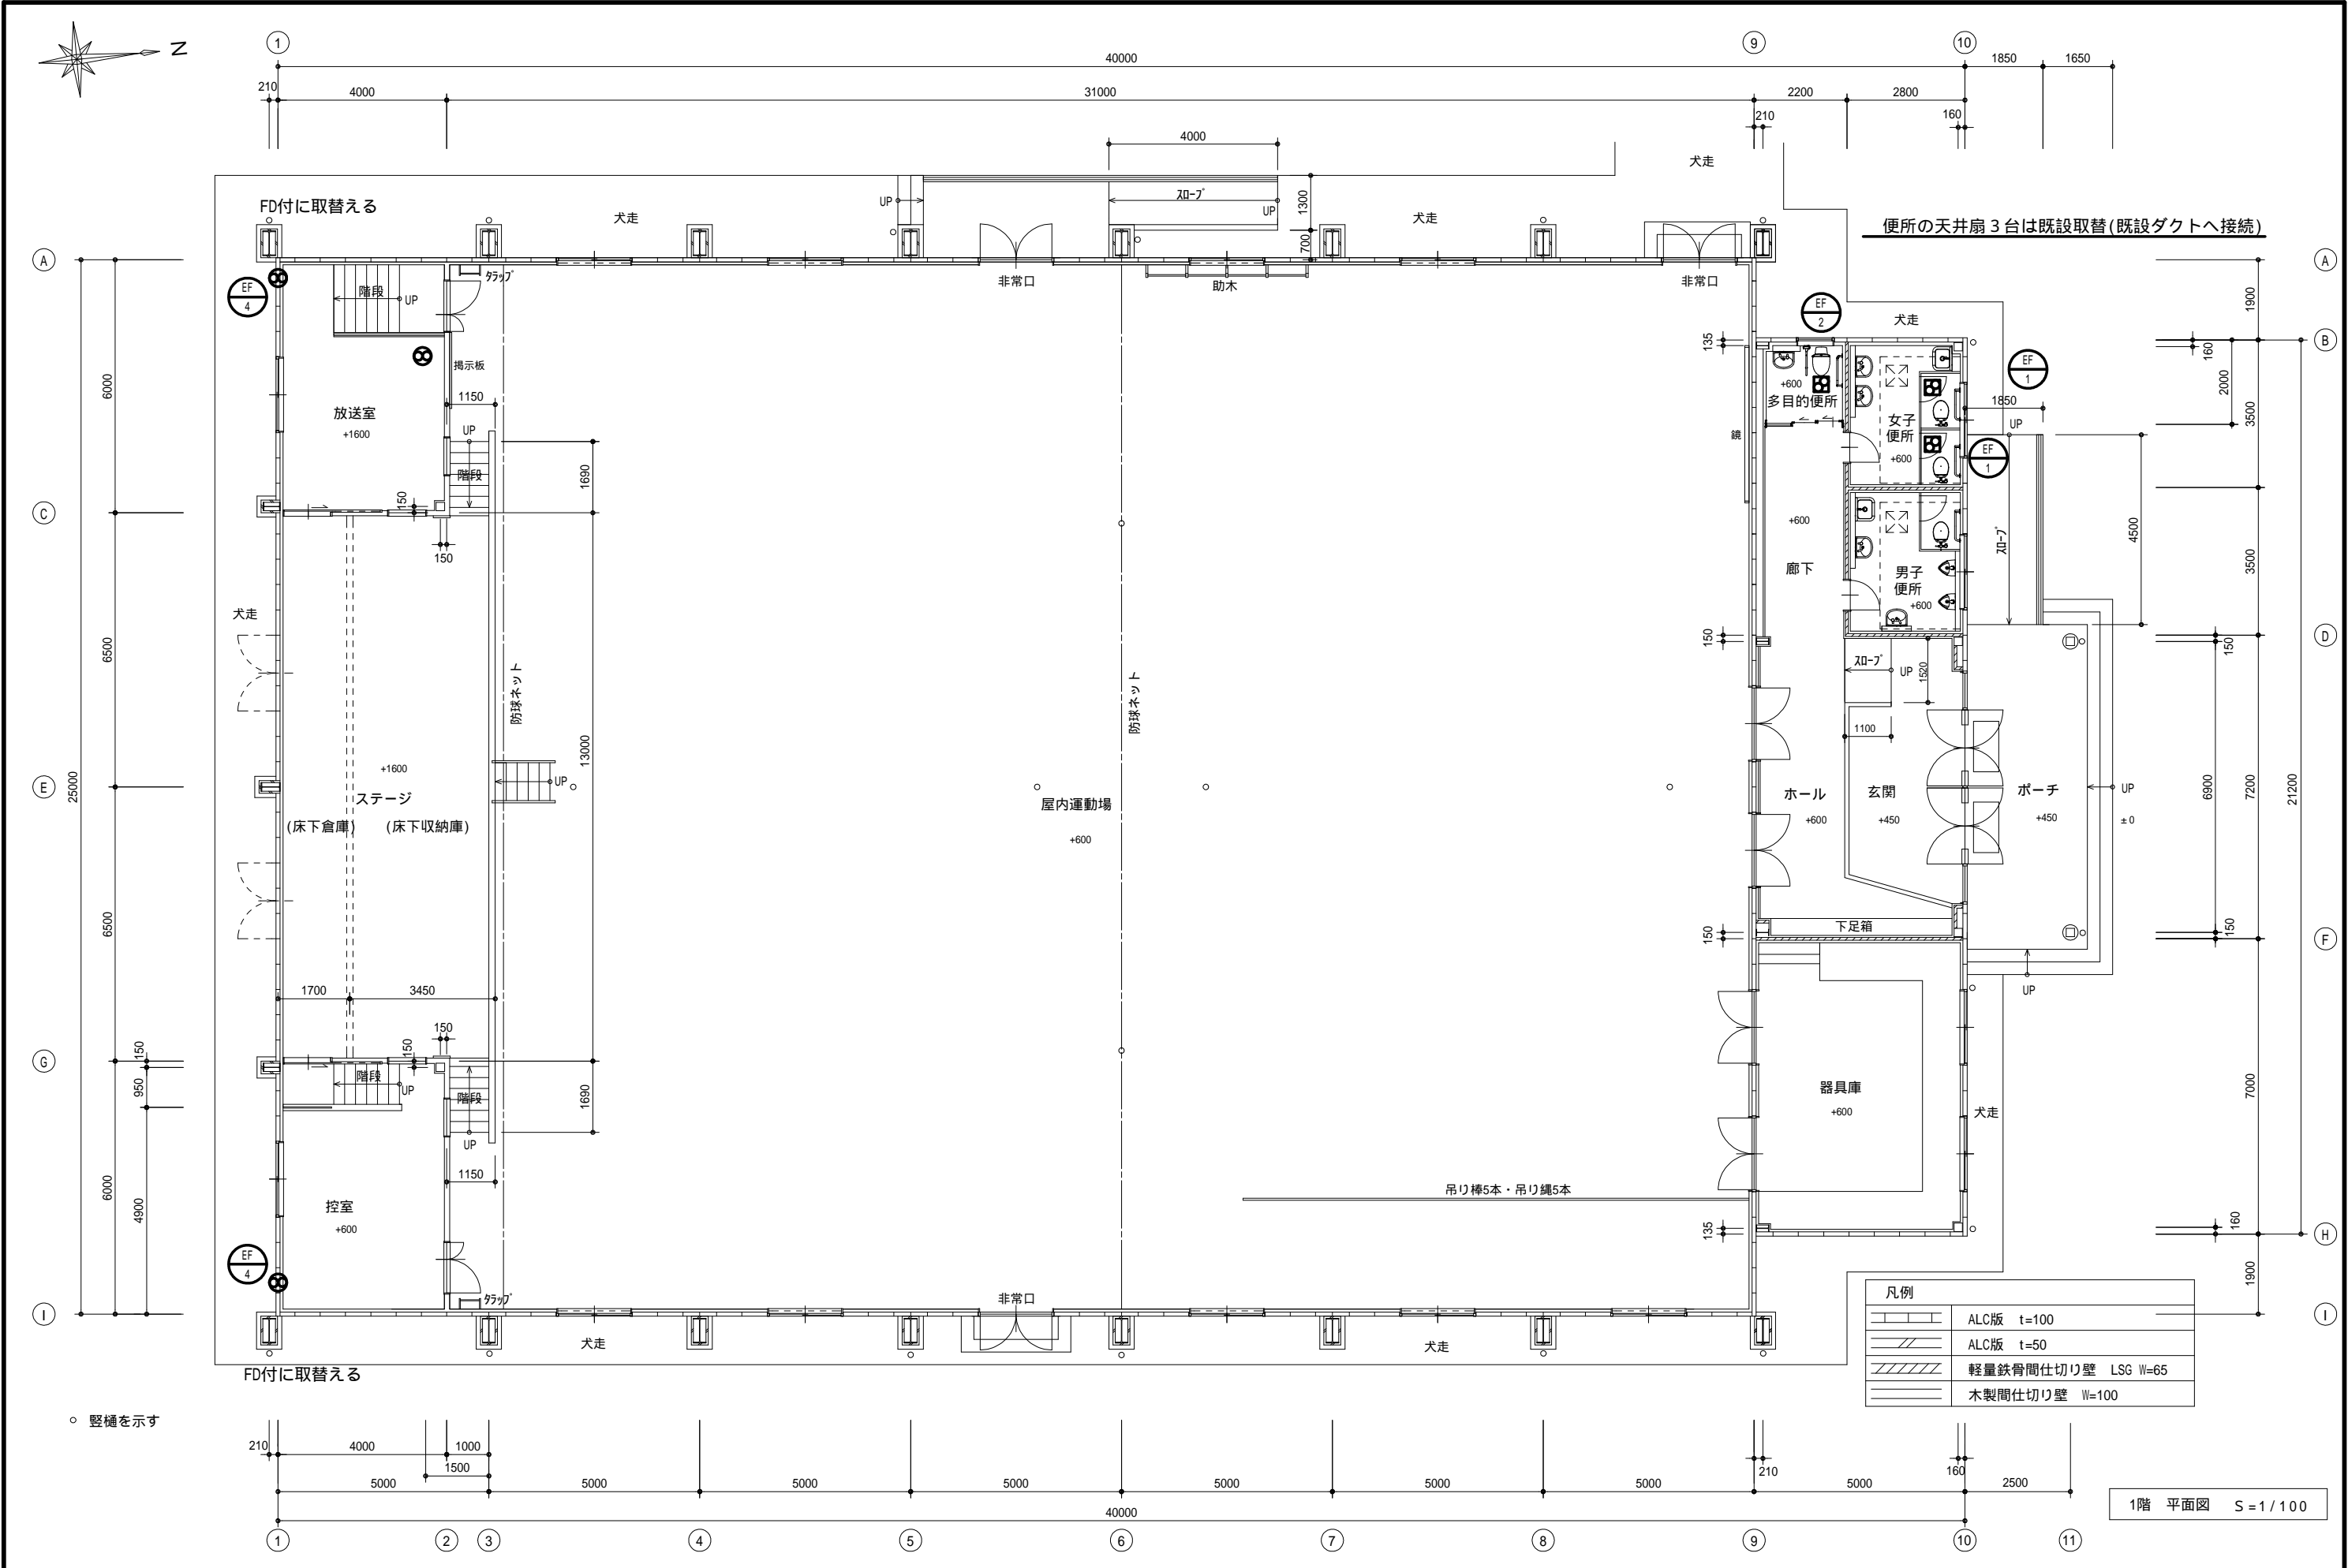 N
1
9
10
40000
1850
1650
210
4000
31000
2200
2800
210
160
4000
犬走
FD付に取替える
犬走
UP
スロープ
UP
1300
700
犬走
便所の天井扇３台は既設取替(既設ダクトへ接続)
A
A
EF
4
階段
UP
タラップ
非常口
助木
非常口
1900
EF
2
犬走
B
掲示板
135
160
EF
1
6000
1150
放送室
+1600
+600
多目的便所
2000
3500
1850
UP
UP
鏡
女子
便所
+600
EF
1
階段
1690
150
C
150
+600
4500
スロープ
廊下
男子
便所
+600
3500
犬走
6500
150
150
D
防球ネット
防球ネット
スロープ
UP
1520
1100
13000
25000
+1600
E
ステージ
UP
(床下倉庫)
(床下収納庫)
屋内運動場
+600
ホール
+600
玄関
+450
ポーチ
+450
UP
±0
6900
7200
21200
6500
150
下足箱
150
F
1700
3450
UP
150
150
G
150
950
階段
UP
階段
UP
1690
器具庫
+600
7000
犬走
1150
6000
4900
吊り棒5本・吊り縄5本
控室
+600
135
160
H
EF
4
タラップ
非常口
1900
I
I
犬走
犬走
FD付に取替える
凡例
ALC版 t=100
ALC版 t=50
軽量鉄骨間仕切り壁 LSG W=65
木製間仕切り壁 W=100
竪樋を示す
210
4000
1000
1500
210
160
5000
5000
5000
5000
5000
5000
5000
5000
2500
40000
1階 平面図 S=1/100
1
2
3
4
5
6
7
8
9
10
11